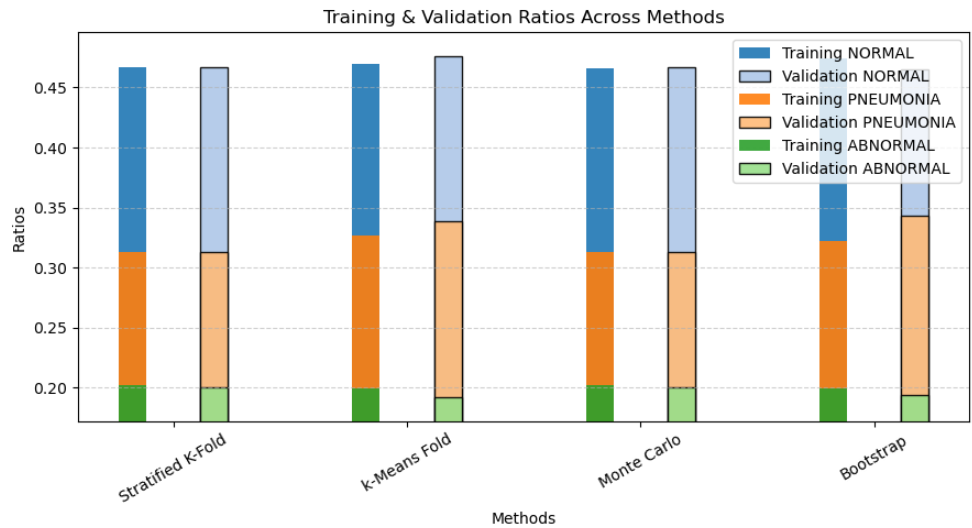 Training & Validation Ratios Across Methods
Training NORMAL
Validation NORMAL
Training PNEUMONIA
Validation PNEUMONIA
Training ABNORMAL
Validation ABNORMAL
Ratios
0.45
0.40
0.35
0.30
0.25
0.20
Stratified K-Fold
k-Means Fold
Monte Carlo
Bootstrap
Methods